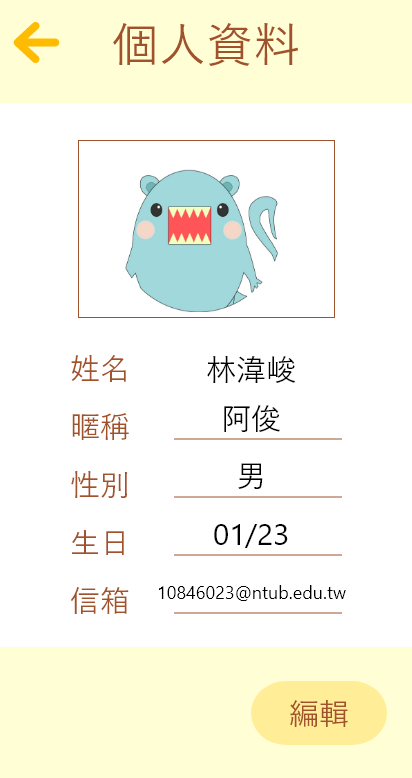 個人資料
姓名 林湋峻
暱稱 阿俊
性別 男
生日 01/23
信箱 10846023@ntub.edu.tw
編輯